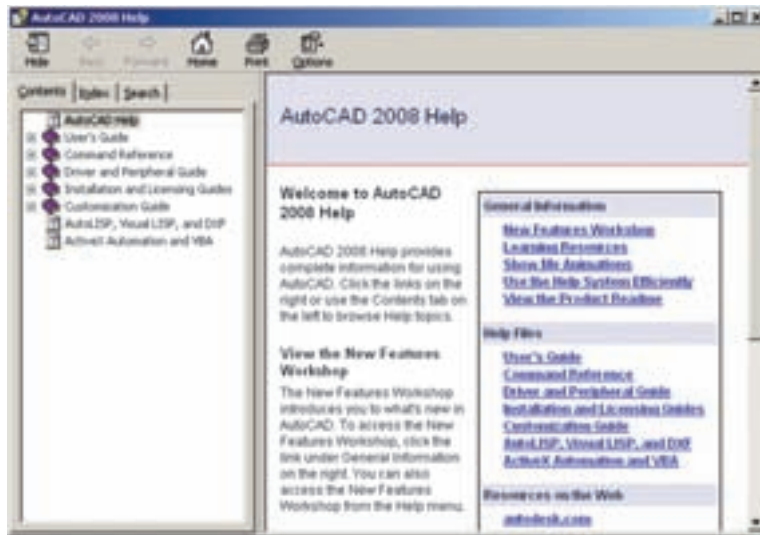 AutoCAD 2008 Help
Hide Back Forward Home Print Options
Contents Index Search
AutoCAD Help
User's Guide
Command Reference
Driver and Peripheral Guide
Installation and Licensing Guides
Customization Guide
AutoLISP, Visual LISP, and DXF
ActiveX Automation and VBA
AutoCAD 2008 Help
Welcome to AutoCAD
2008 Help
AutoCAD 2008 Help provides
complete information for using
AutoCAD. Click the links on the
right or use the Contents tab on
the left to browse Help topics.
View the New Features
Workshop
The New Features Workshop
introduces you to what's new in
AutoCAD. To access the New
Features Workshop, click the
link under General Information
on the right. You can also
access the New Features
Workshop from the Help menu.
General Information
New Features Workshop
Learning Resources
Show Me Animations
Use the Help System Efficiently
View the Product Readme
Help Files
User's Guide
Command Reference
Driver and Peripheral Guide
Installation and Licensing Guides
Customization Guide
AutoLISP, Visual LISP, and DXF
ActiveX Automation and VBA
Resources on the Web
autodesk.com